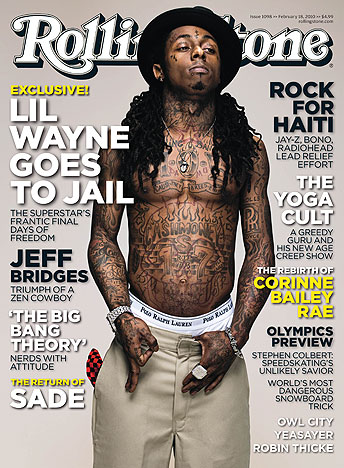 Issue 1098 >> February 18, 2010 >> $4.99
rollingstone.com
Rolling Stone
EXCLUSIVE!
LIL
WAYNE
GOES
TO JAIL
THE SUPERSTAR'S
FRANTIC FINAL
DAYS OF
FREEDOM
JEFF
BRIDGES
TRIUMPH OF A
ZEN COWBOY
'THE BIG
BANG
THEORY'
NERDS WITH
ATTITUDE
THE RETURN OF
SADE
ROCK
FOR
HAITI
JAY-Z, BONO,
RADIOHEAD
LEAD RELIEF
EFFORT
THE
YOGA
CULT
A GREEDY
GURU AND
HIS NEW AGE
CREEP SHOW
THE REBIRTH OF
CORINNE
BAILEY
RAE
OLYMPICS
PREVIEW
STEPHEN COLBERT:
SPEEDSKATING'S
UNLIKELY SAVIOR
WORLD'S MOST
DANGEROUS
SNOWBOARD
TRICK
OWL CITY
YEASAYER
ROBIN THICKE
POLO RALPH LAUREN
POLO RALPH